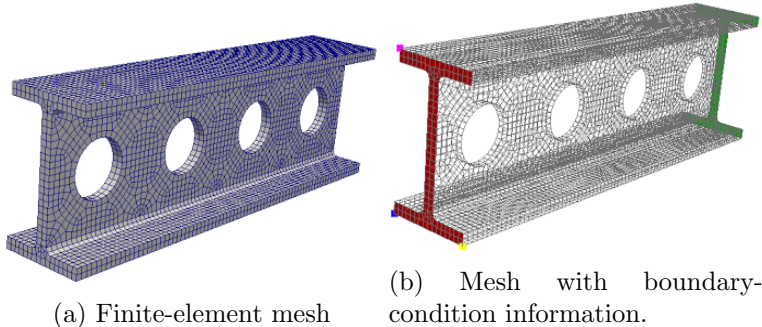 (a) Finite-element mesh
(b) Mesh with boundary-
condition information.